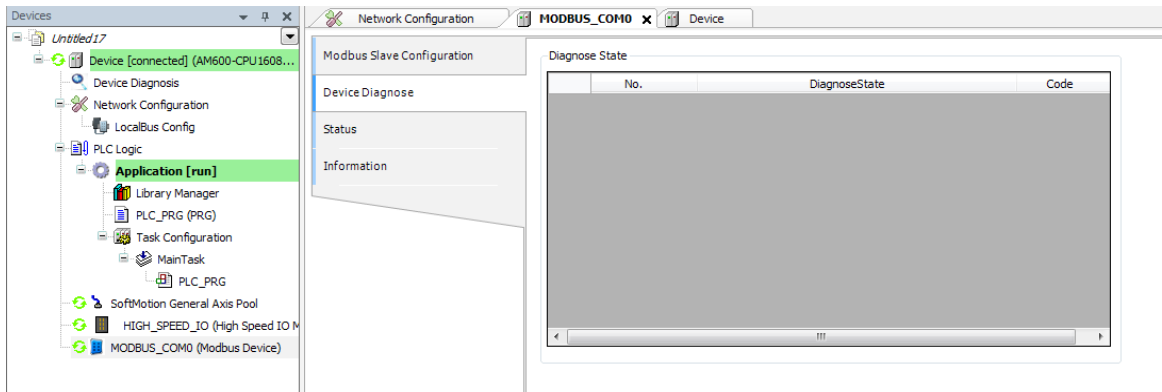 Devices
Untitled17
Device [connected] (AM600-CPU1608...
Device Diagnosis
Network Configuration
LocalBus Config
PLC Logic
Application [run]
Library Manager
PLC_PRG (PRG)
Task Configuration
MainTask
PLC_PRG
SoftMotion General Axis Pool
HIGH_SPEED_IO (High Speed IO M
MODBUS_COM0 (Modbus Device)
Network Configuration MODBUS_COM0 Device
Modbus Slave Configuration
Device Diagnose
Status
Information
Diagnose State
No. DiagnoseState Code